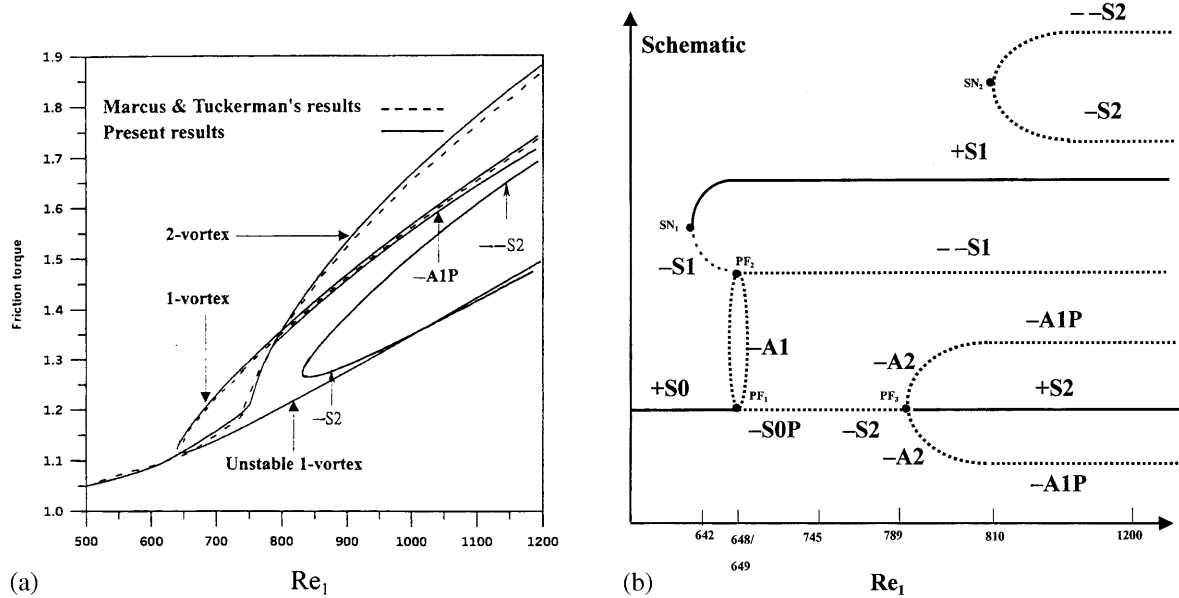 1.9
1.8
1.7
1.6
1.5
1.4
1.3
1.2
1.1
1.0
Friction torque
Marcus & Tuckerman's results
Present results
2-vortex
1-vortex
–A1P
––S2
–S2
Unstable 1-vortex
500 600 700 800 900 1000 1100 1200
(a) Re1
Schematic
––S2
SN2
–S2
+S1
SN1
–S1
PF2
––S1
–A1
–A1P
–A2
+S0
PF1
PF3
+S2
–S0P
–S2
–A2
–A1P
642 648/ 745 789 810 1200
649
(b) Re1